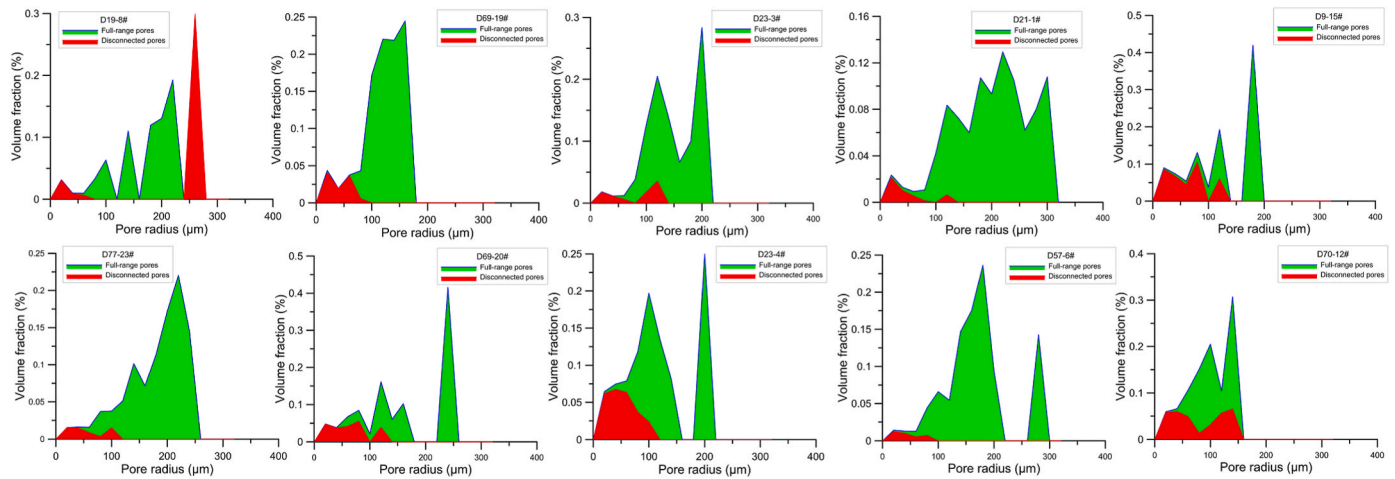 D19-8#
Full-range pores
Disconnected pores
Volume fraction (%)
0.3
0.2
0.1
0
0 100 200 300 400
Pore radius (μm)
D69-19#
Full-range pores
Disconnected pores
Volume fraction (%)
0.25
0.2
0.15
0.1
0.05
0
0 100 200 300 400
Pore radius (μm)
D23-3#
Full-range pores
Disconnected pores
Volume fraction (%)
0.3
0.2
0.1
0
0 100 200 300 400
Pore radius (μm)
D21-1#
Full-range pores
Disconnected pores
Volume fraction (%)
0.16
0.12
0.08
0.04
0
0 100 200 300 400
Pore radius (μm)
D9-15#
Full-range pores
Disconnected pores
Volume fraction (%)
0.5
0.4
0.3
0.2
0.1
0
0 100 200 300 400
Pore radius (μm)
D77-23#
Full-range pores
Disconnected pores
Volume fraction (%)
0.25
0.2
0.15
0.1
0.05
0
0 100 200 300 400
Pore radius (μm)
D69-20#
Full-range pores
Disconnected pores
Volume fraction (%)
0.5
0.4
0.3
0.2
0.1
0
0 100 200 300 400
Pore radius (μm)
D23-4#
Full-range pores
Disconnected pores
Volume fraction (%)
0.25
0.2
0.15
0.1
0.05
0
0 100 200 300 400
Pore radius (μm)
D57-6#
Full-range pores
Disconnected pores
Volume fraction (%)
0.25
0.2
0.15
0.1
0.05
0
0 100 200 300 400
Pore radius (μm)
D70-12#
Full-range pores
Disconnected pores
Volume fraction (%)
0.4
0.3
0.2
0.1
0
0 100 200 300 400
Pore radius (μm)